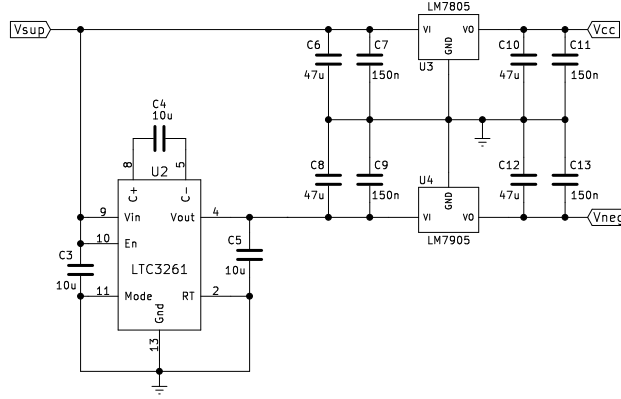 LM7805
Vsup
C6
C7
VI
VO
GND
U3
C10
C11
Vcc
47u
150n
47u
150n
C4
10u
8
5
U2
C+
C-
C8
C9
U4
GND
C12
C13
47u
150n
47u
150n
9
Vin
Vout
4
VI
VO
Vneg
LM7905
10
En
C3
C5
10u
LTC3261
10u
11
Mode
RT
2
Gnd
13